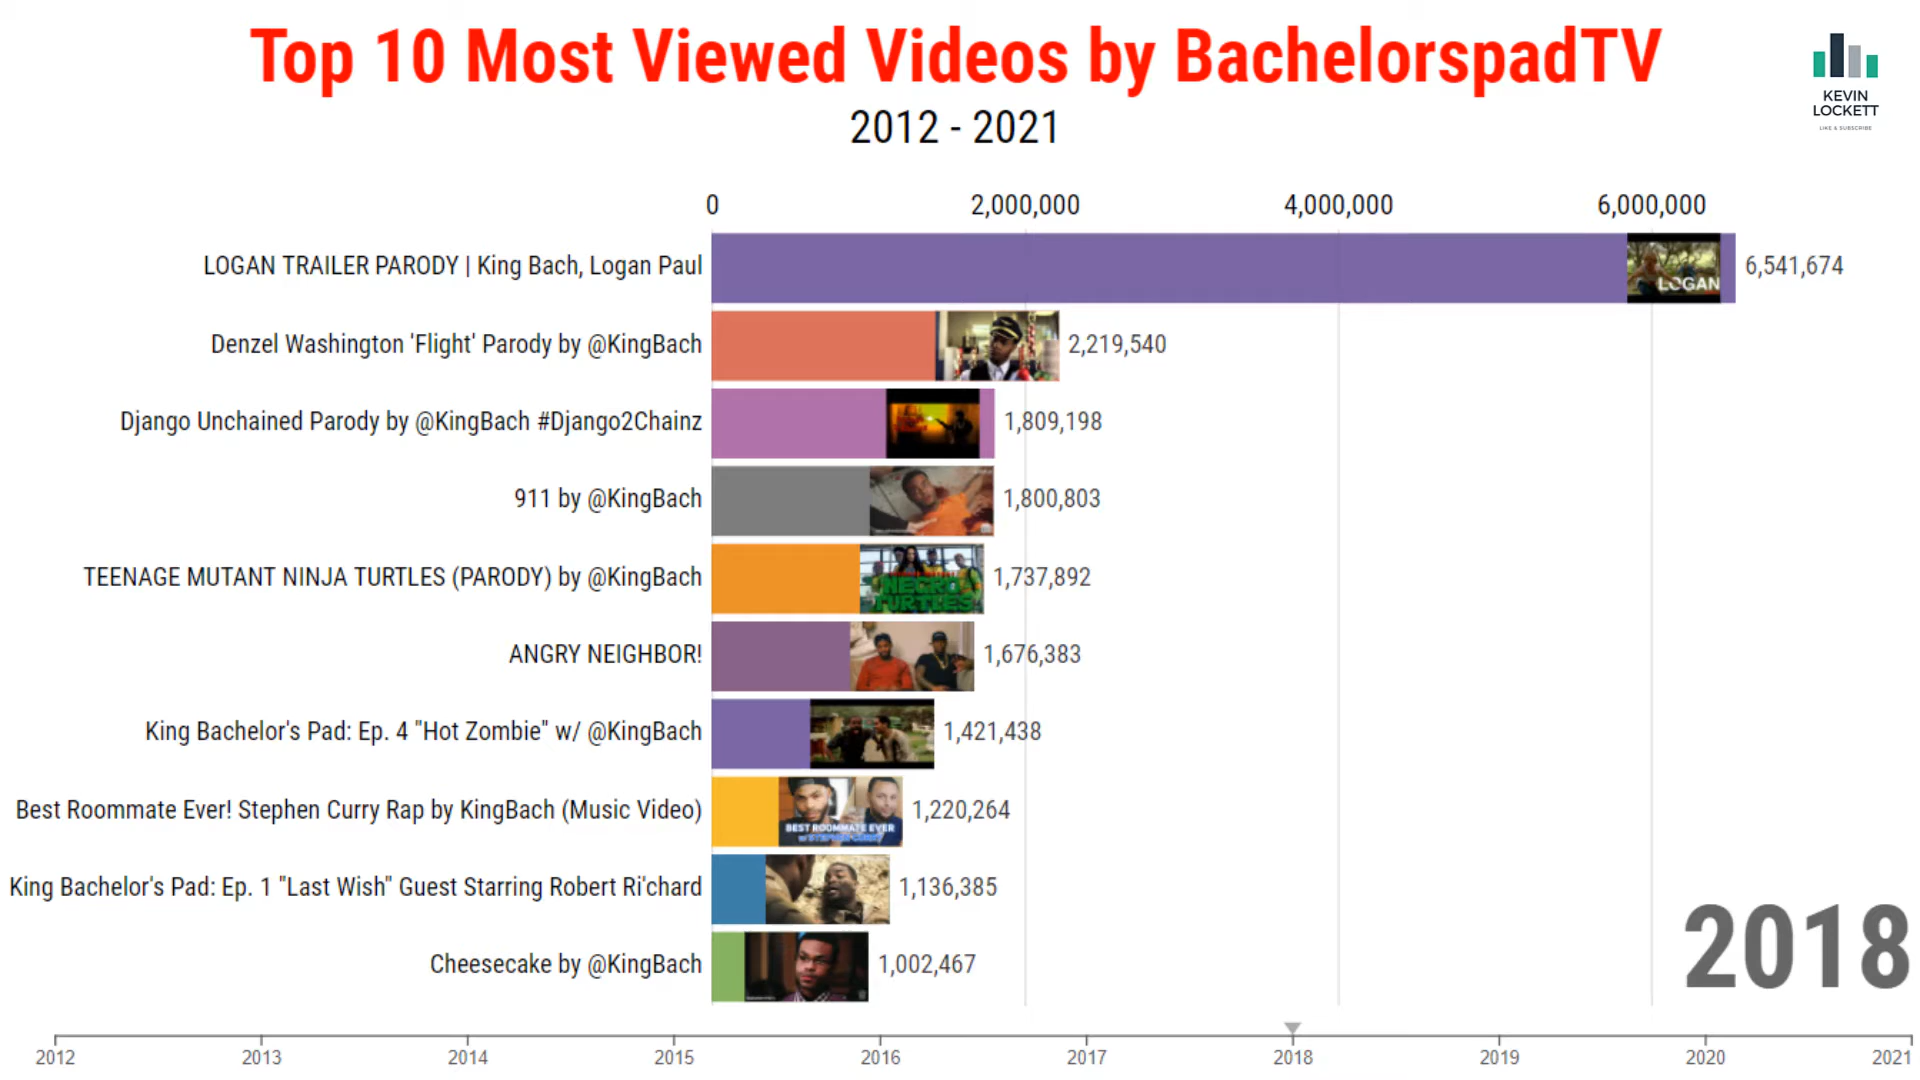 Top 10 Most Viewed Videos by BachelorspadTV
2012 - 2021
KEVIN
LOCKETT
LIKE & SUBSCRIBE
0 2,000,000 4,000,000 6,000,000
LOGAN TRAILER PARODY | King Bach, Logan Paul LOGAN 6,541,674
Denzel Washington 'Flight' Parody by @KingBach 2,219,540
Django Unchained Parody by @KingBach #Django2Chainz 1,809,198
911 by @KingBach 1,800,803
TEENAGE MUTANT NINJA TURTLES (PARODY) by @KingBach NEGRO TURTLES 1,737,892
ANGRY NEIGHBOR! 1,676,383
King Bachelor's Pad: Ep. 4 "Hot Zombie" w/ @KingBach 1,421,438
Best Roommate Ever! Stephen Curry Rap by KingBach (Music Video) BEST ROOMMATE EVER 1,220,264
King Bachelor's Pad: Ep. 1 "Last Wish" Guest Starring Robert Ri'chard 1,136,385
Cheesecake by @KingBach 1,002,467
2018
2012 2013 2014 2015 2016 2017 2018 2019 2020 2021